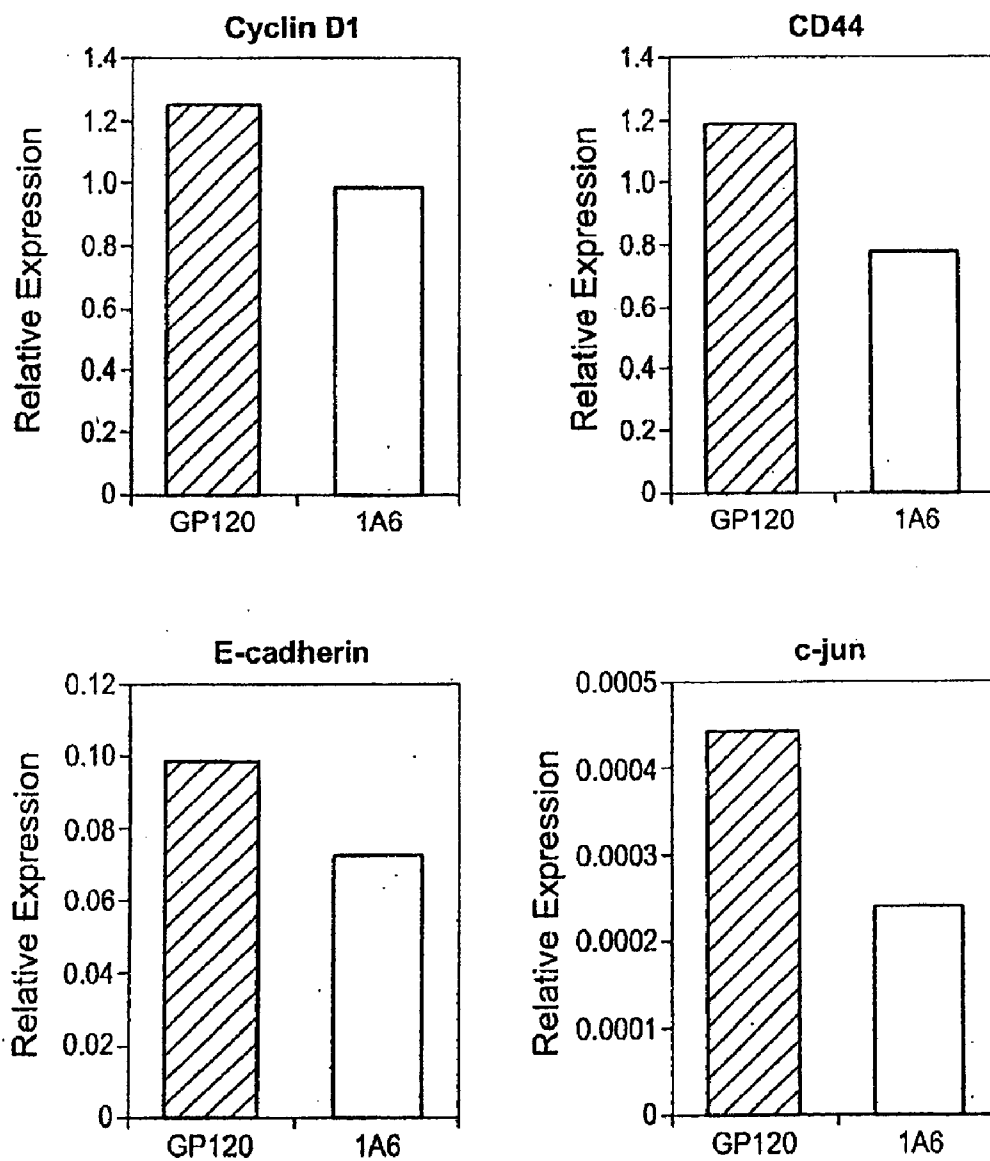 Cyclin D1
Relative Expression
1.4
1.2
1.0
0.8
0.6
0.4
0.2
0
GP120 1A6
CD44
Relative Expression
1.4
1.2
1.0
0.8
0.6
0.4
0.2
0
GP120 1A6
E-cadherin
Relative Expression
0.12
0.10
0.08
0.06
0.04
0.02
0
GP120 1A6
c-jun
Relative Expression
0.0005
0.0004
0.0003
0.0002
0.0001
0
GP120 1A6